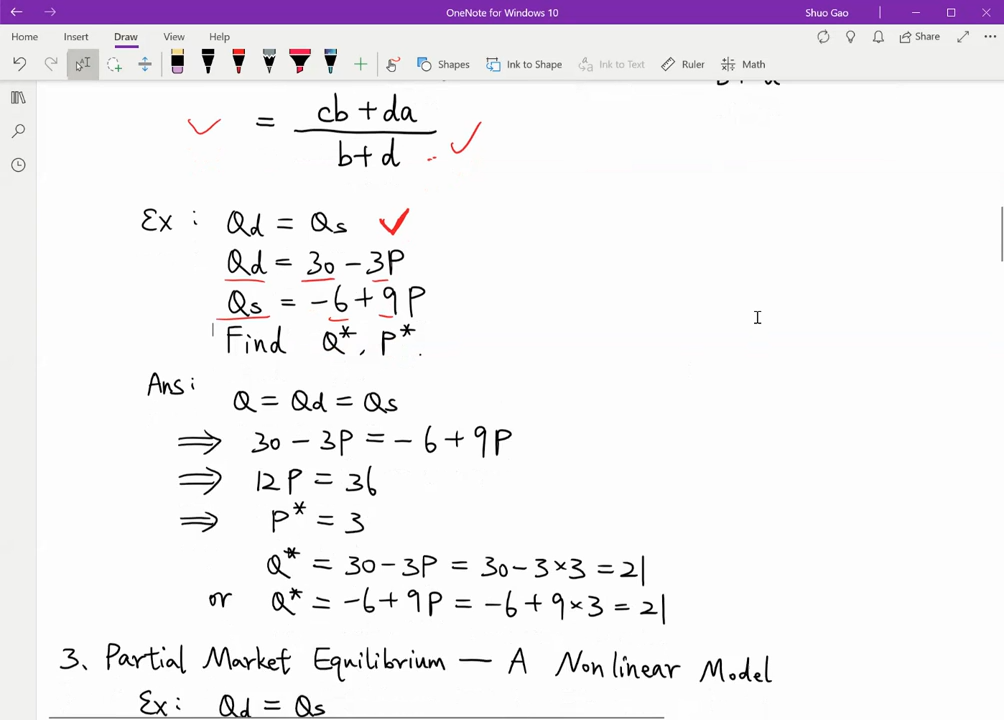 OneNote for Windows 10
Shuo Gao
Home Insert Draw View Help
Share
Shapes Ink to Shape Ink to Text Ruler Math
= cb + da
b + d
Ex : Qd = Qs
Qd = 30 - 3P
Qs = -6 + 9P
Find Q*, P*.
Ans:
Q = Qd = Qs
⇒ 30 - 3P = -6 + 9P
⇒ 12P = 36
⇒ P* = 3
Q* = 30 - 3P = 30 - 3×3 = 21
or Q* = -6 + 9P = -6 + 9×3 = 21
3、Partial Market Equilibrium — A Nonlinear Model
Ex: Qd = Qs